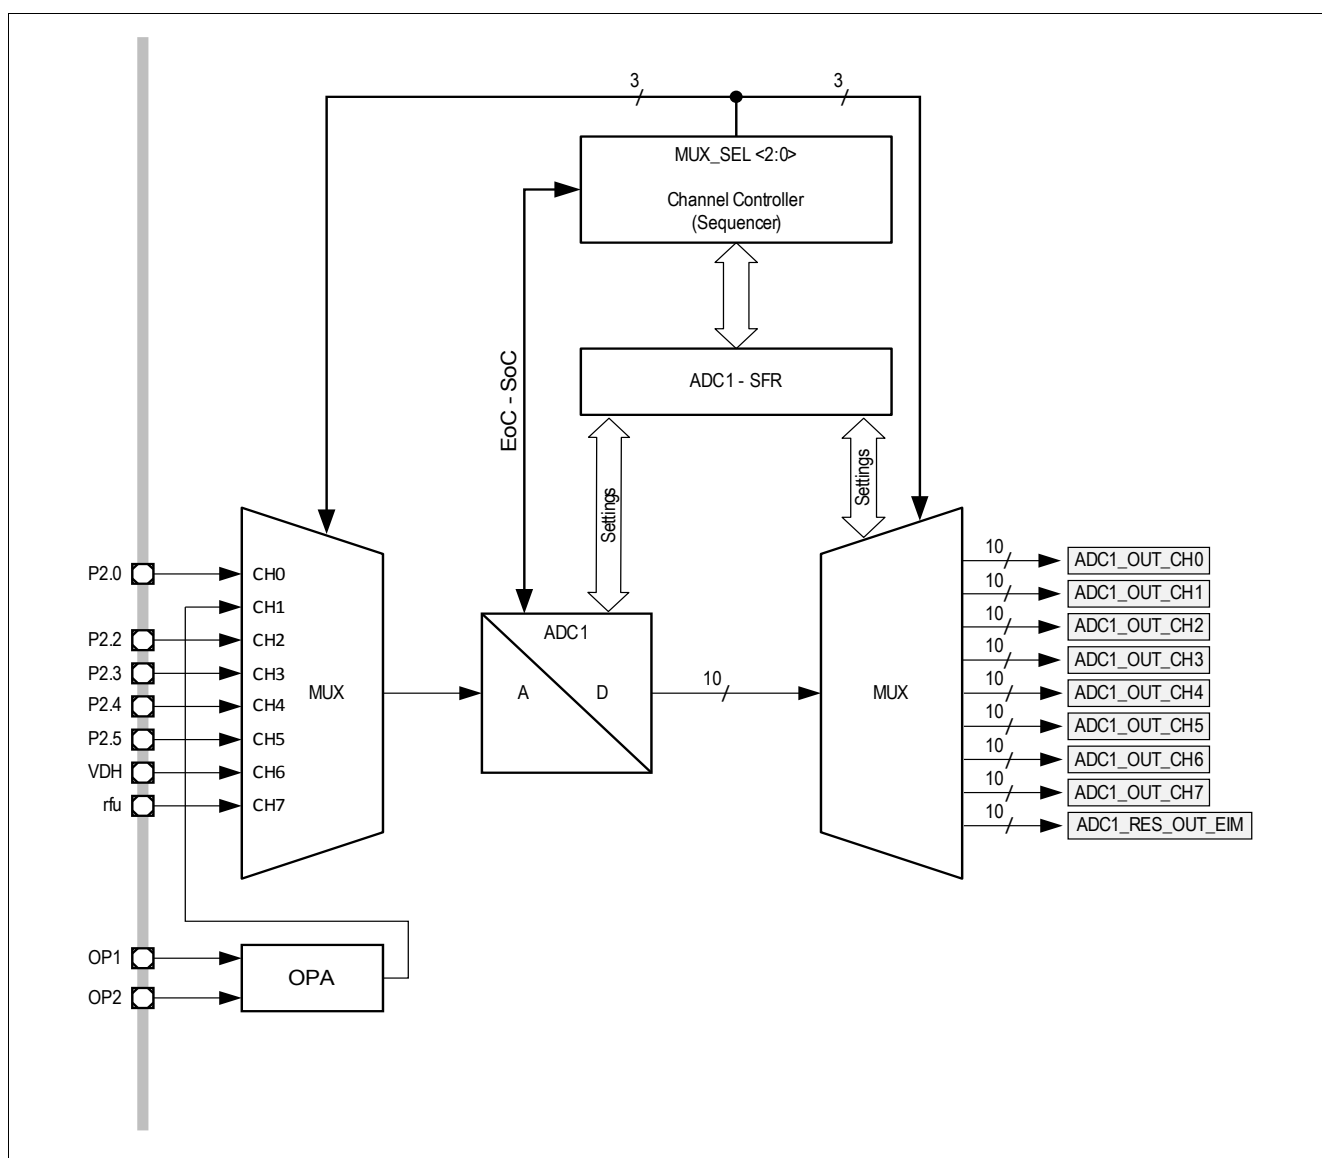 3
3
MUX_SEL <2:0>
Channel Controller
(Sequencer)
EoC - SoC
ADC1 - SFR
Settings
Settings
P2.0
CH0
CH1
P2.2
CH2
P2.3
CH3
P2.4
CH4
P2.5
CH5
VDH
CH6
rfu
CH7
MUX
ADC1
A
D
10
MUX
10
ADC1_OUT_CH0
10
ADC1_OUT_CH1
10
ADC1_OUT_CH2
10
ADC1_OUT_CH3
10
ADC1_OUT_CH4
10
ADC1_OUT_CH5
10
ADC1_OUT_CH6
10
ADC1_OUT_CH7
10
ADC1_RES_OUT_EIM
OP1
OP2
OPA